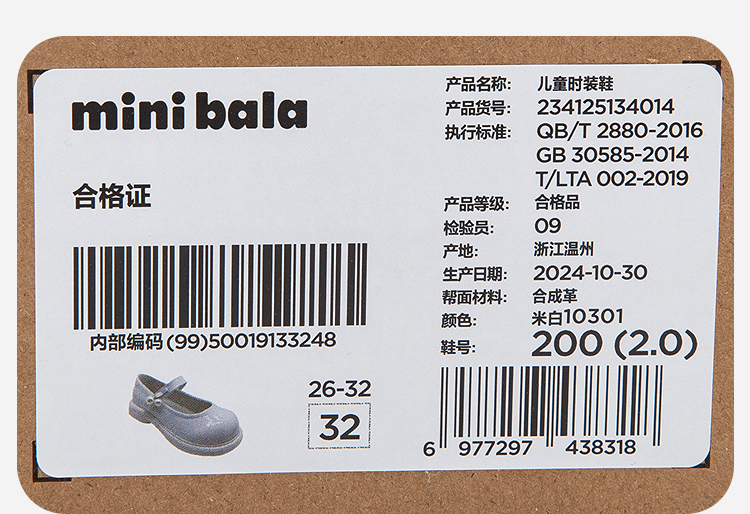 mini bala
合格证
内部编码 (99)50019133248
26-32
32
产品名称: 儿童时装鞋
产品货号: 234125134014
执行标准: QB/T 2880-2016
GB 30585-2014
T/LTA 002-2019
产品等级: 合格品
检验员: 09
产地: 浙江温州
生产日期: 2024-10-30
帮面材料: 合成革
颜色: 米白10301
鞋号: 200 (2.0)
6 977297 438318